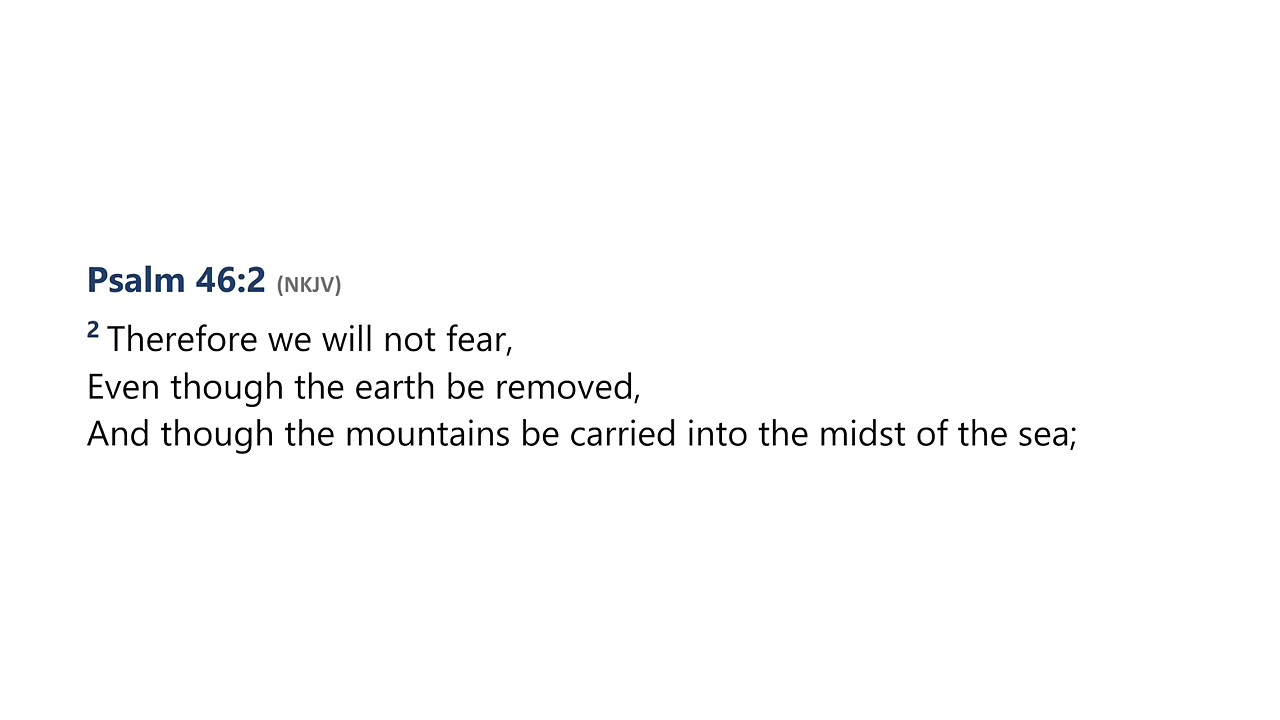 Psalm 46:2 (NKJV)
2 Therefore we will not fear,
Even though the earth be removed,
And though the mountains be carried into the midst of the sea;